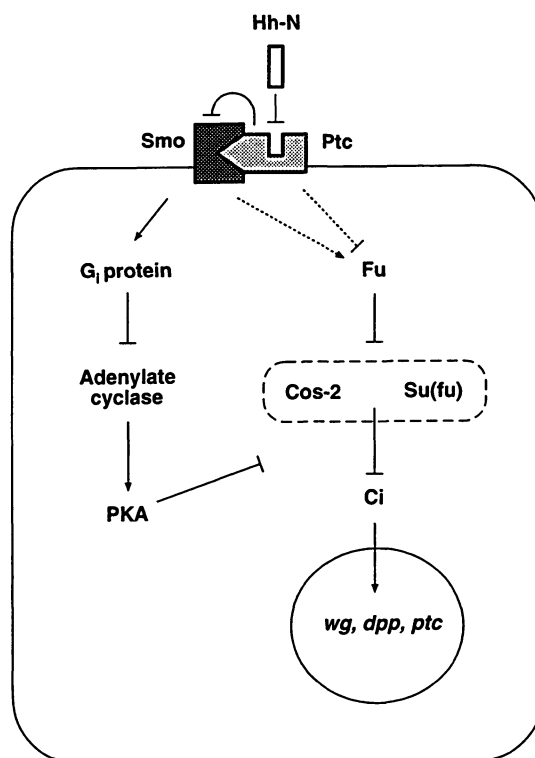 Hh-N
Smo
Ptc
Gi protein
Fu
Adenylate
cyclase
Cos-2
Su(fu)
PKA
Ci
wg, dpp, ptc